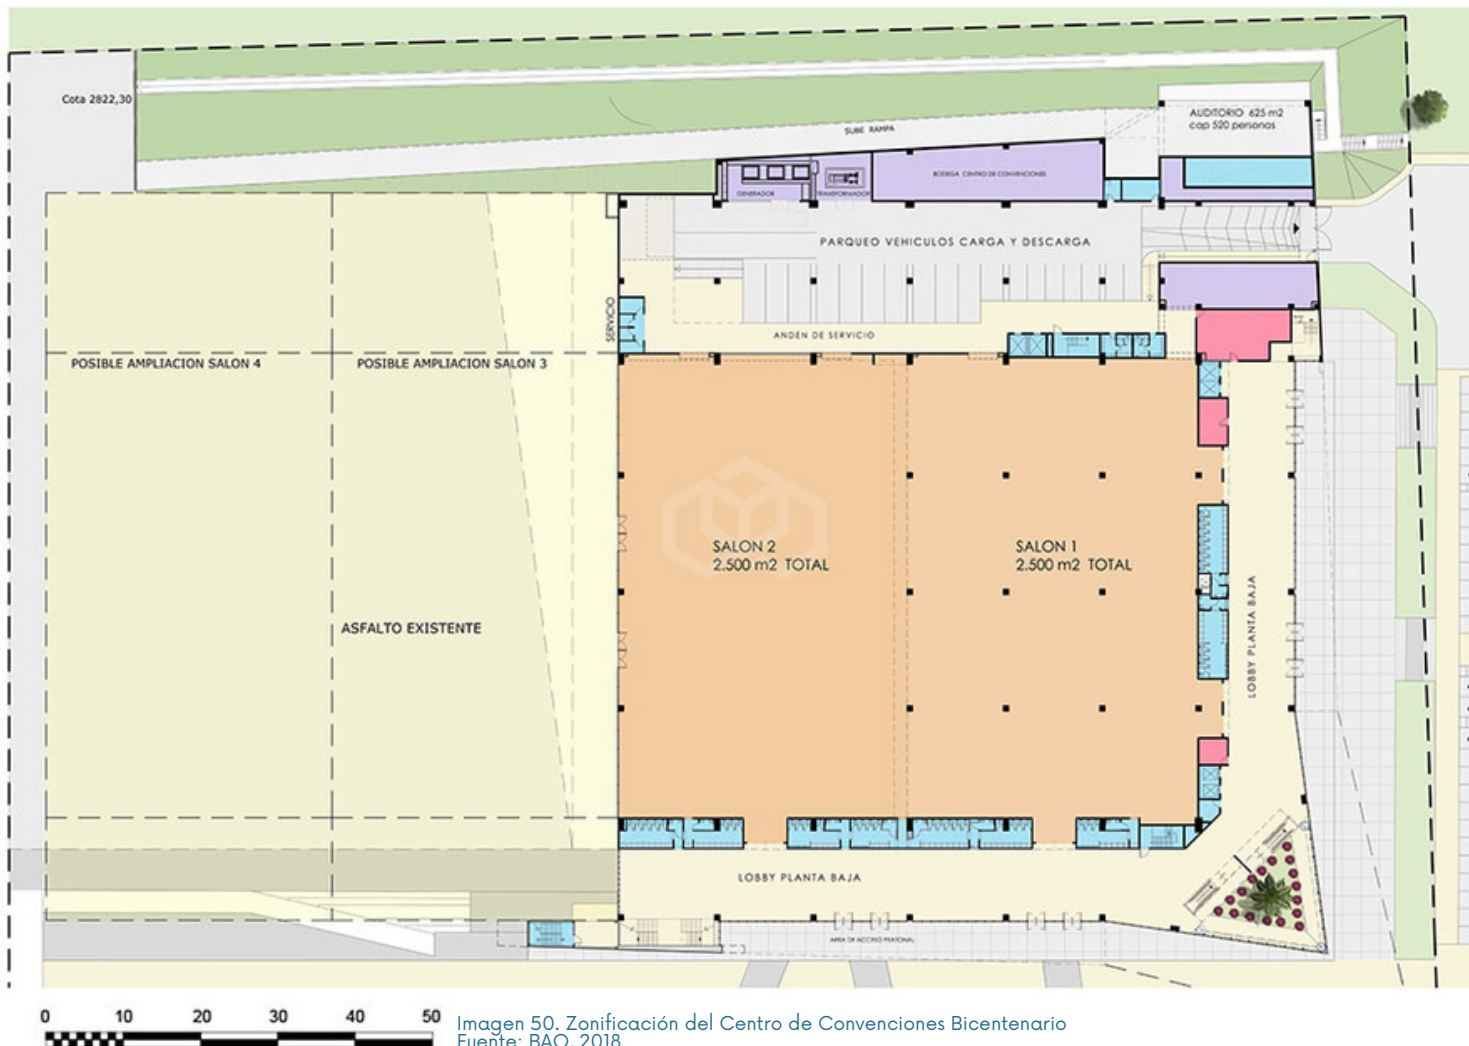 Cota 2822,30
SUBE RAMPA
AUDITORIO 625 m2
cap 520 personas
GENERADOR
TRANSFORMADOR
BODEGA CENTRO DE CONVENCIONES
PARQUEO VEHICULOS CARGA Y DESCARGA
SERVICIO
ANDEN DE SERVICIO
POSIBLE AMPLIACION SALON 4
POSIBLE AMPLIACION SALON 3
SALON 2
2.500 m2 TOTAL
SALON 1
2.500 m2 TOTAL
ASFALTO EXISTENTE
LOBBY PLANTA BAJA
LOBBY PLANTA BAJA
AREA DE ACCESO PEATONAL
0 10 20 30 40 50
Imagen 50. Zonificación del Centro de Convenciones Bicentenario
Fuente: BAQ, 2018